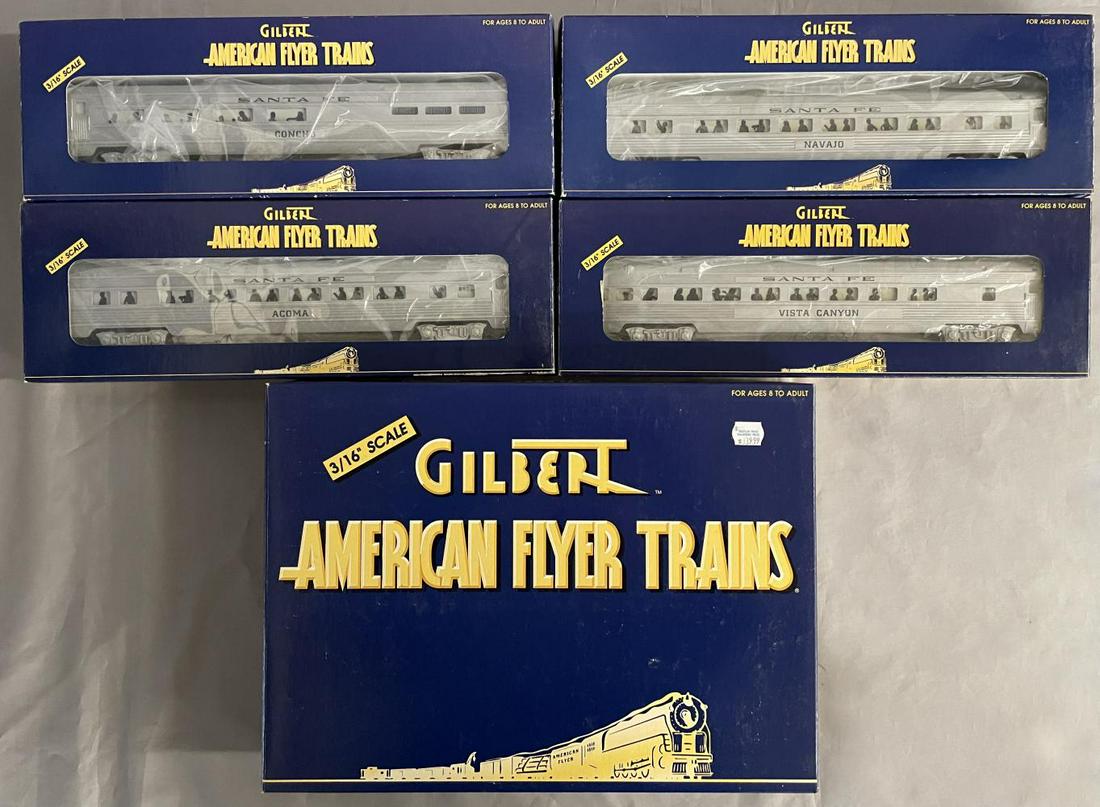 GILBERT
FOR AGES 8 TO ADULT
AMERICAN FLYER TRAINS
3/16" SCALE
SANTA FE
CONCHO
GILBERT
FOR AGES 8 TO ADULT
AMERICAN FLYER TRAINS
3/16" SCALE
SANTA FE
NAVAJO
GILBERT
FOR AGES 8 TO ADULT
AMERICAN FLYER TRAINS
3/16" SCALE
SANTA FE
ACOMA
GILBERT
FOR AGES 8 TO ADULT
AMERICAN FLYER TRAINS
3/16" SCALE
SANTA FE
VISTA CANYON
FOR AGES 8 TO ADULT
3/16" SCALE
GILBERT™
AMERICAN FLYER TRAINS®
AMERICAN
FLYER